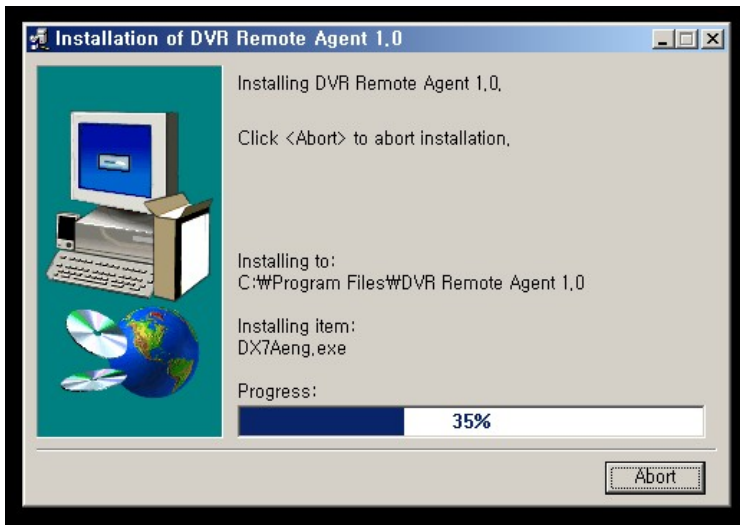 Installation of DVR Remote Agent 1.0
Installing DVR Remote Agent 1.0.
Click <Abort> to abort installation.
Installing to:
C:₩Program Files₩DVR Remote Agent 1.0
Installing item:
DX7Aeng.exe
Progress:
35%
Abort